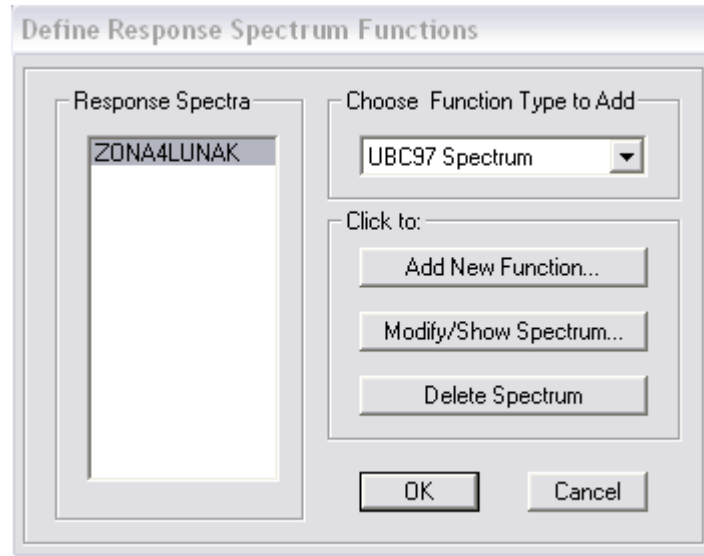 Define Response Spectrum Functions
Response Spectra
ZONA4LUNAK
Choose Function Type to Add
UBC97 Spectrum
Click to:
Add New Function...
Modify/Show Spectrum...
Delete Spectrum
OK
Cancel